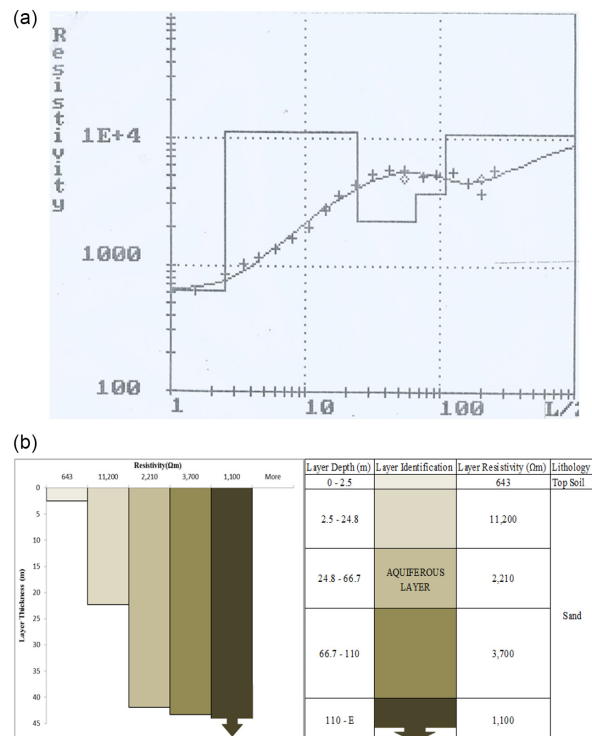 (a)
Resistivity
1E+4
1000
100
1 10 100 L/2
(b)
Resistivity(Ωm)
643 11,200 2,210 3,700 1,100 More
Layer Thickness (m)
0
5
10
15
20
25
30
35
40
45
Layer Depth (m) Layer Identification Layer Resistivity (Ωm) Lithology
0 - 2.5 643 Top Soil
2.5 - 24.8 11,200
24.8 - 66.7 AQUIFEROUS LAYER 2,210
Sand
66.7 - 110 3,700
110 - E 1,100